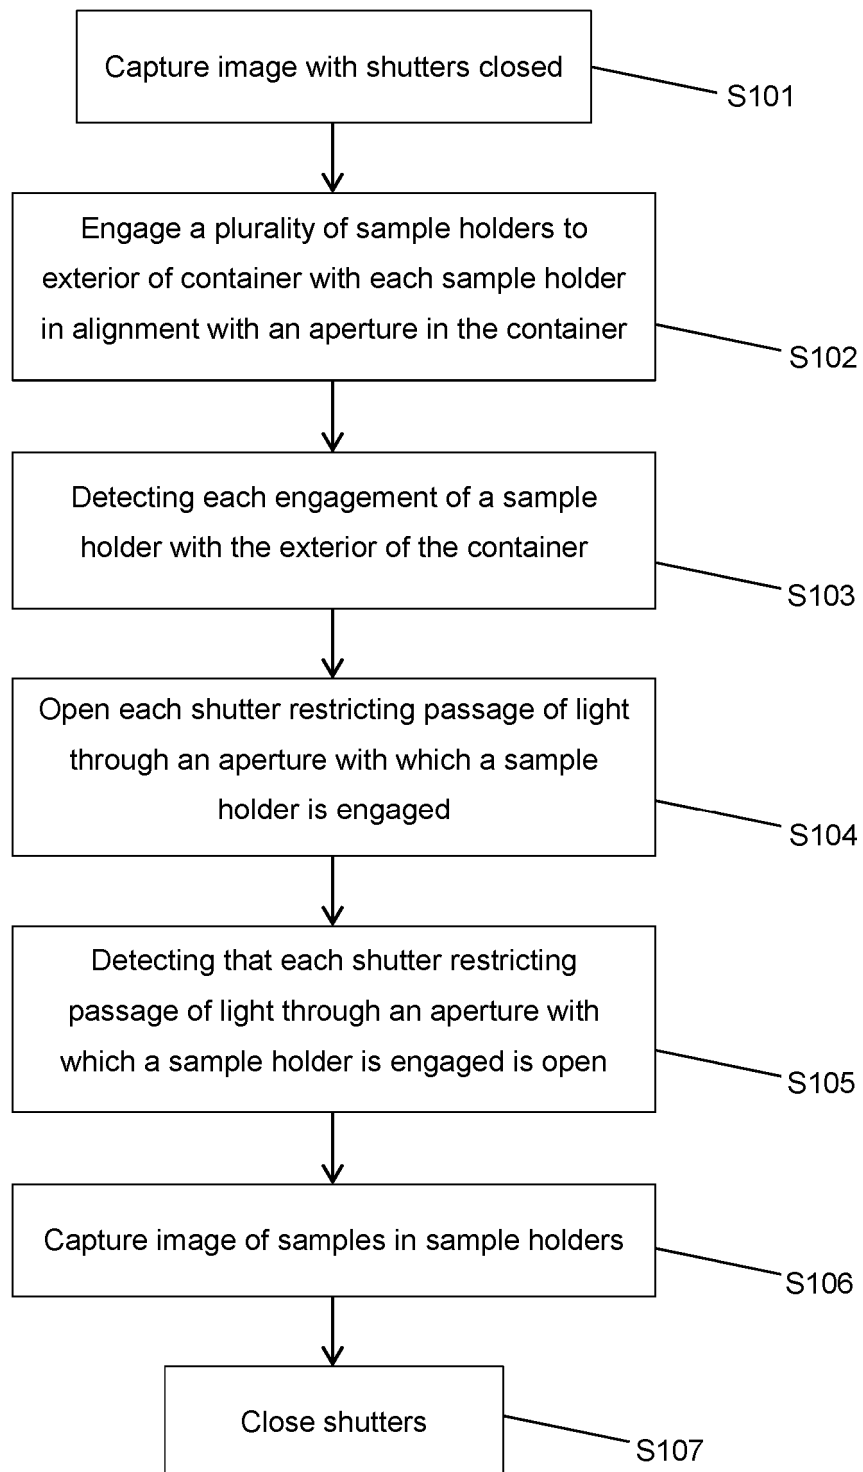 Capture image with shutters closed
S101
Engage a plurality of sample holders to
exterior of container with each sample holder
in alignment with an aperture in the container
S102
Detecting each engagement of a sample
holder with the exterior of the container
S103
Open each shutter restricting passage of light
through an aperture with which a sample
holder is engaged
S104
Detecting that each shutter restricting
passage of light through an aperture with
which a sample holder is engaged is open
S105
Capture image of samples in sample holders
S106
Close shutters
S107